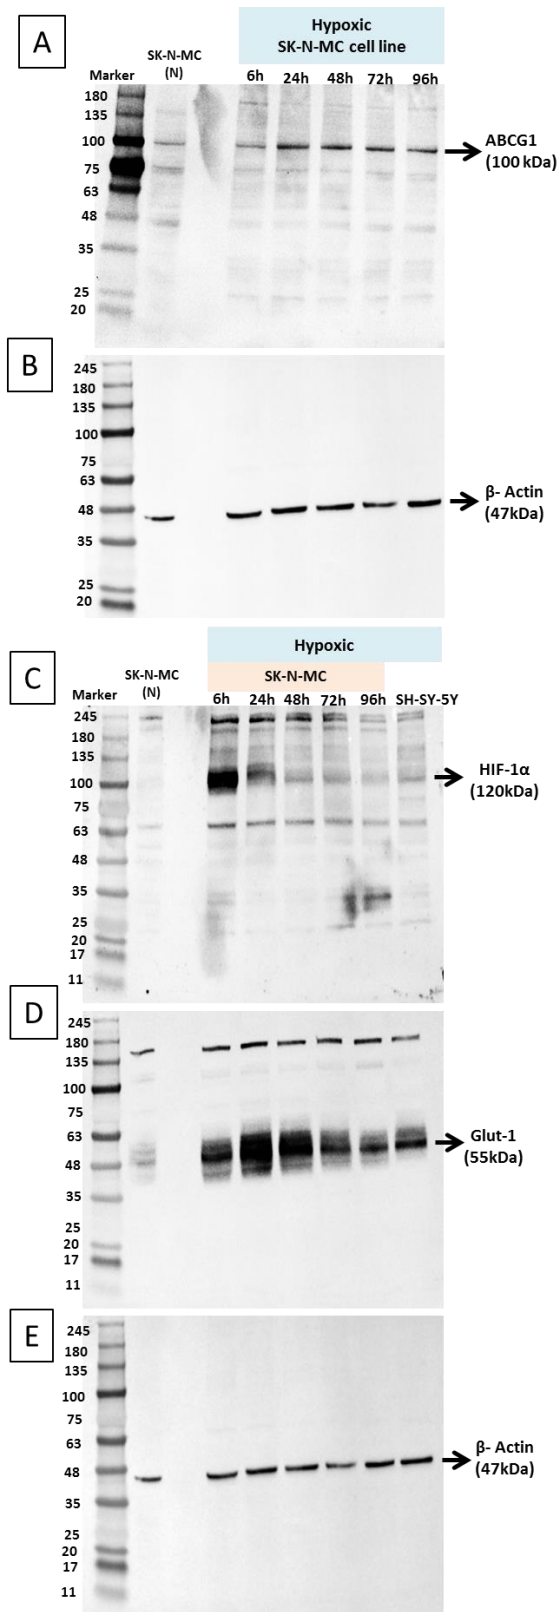 A
Hypoxic
SK-N-MC cell line
SK-N-MC
(N)
Marker
6h 24h 48h 72h 96h
180
135
100
75
63
48
35
25
20
ABCG1
(100 kDa)
B
245
180
135
100
75
63
48
35
25
20
β- Actin
(47kDa)
C
Hypoxic
SK-N-MC
SK-N-MC
(N)
Marker
6h 24h 48h 72h 96h SH-SY-5Y
245
180
135
100
75
63
48
35
25
20
17
11
HIF-1α
(120kDa)
D
245
180
135
100
75
63
48
35
25
20
17
11
Glut-1
(55kDa)
E
245
180
135
100
75
63
48
35
25
20
17
11
β- Actin
(47kDa)